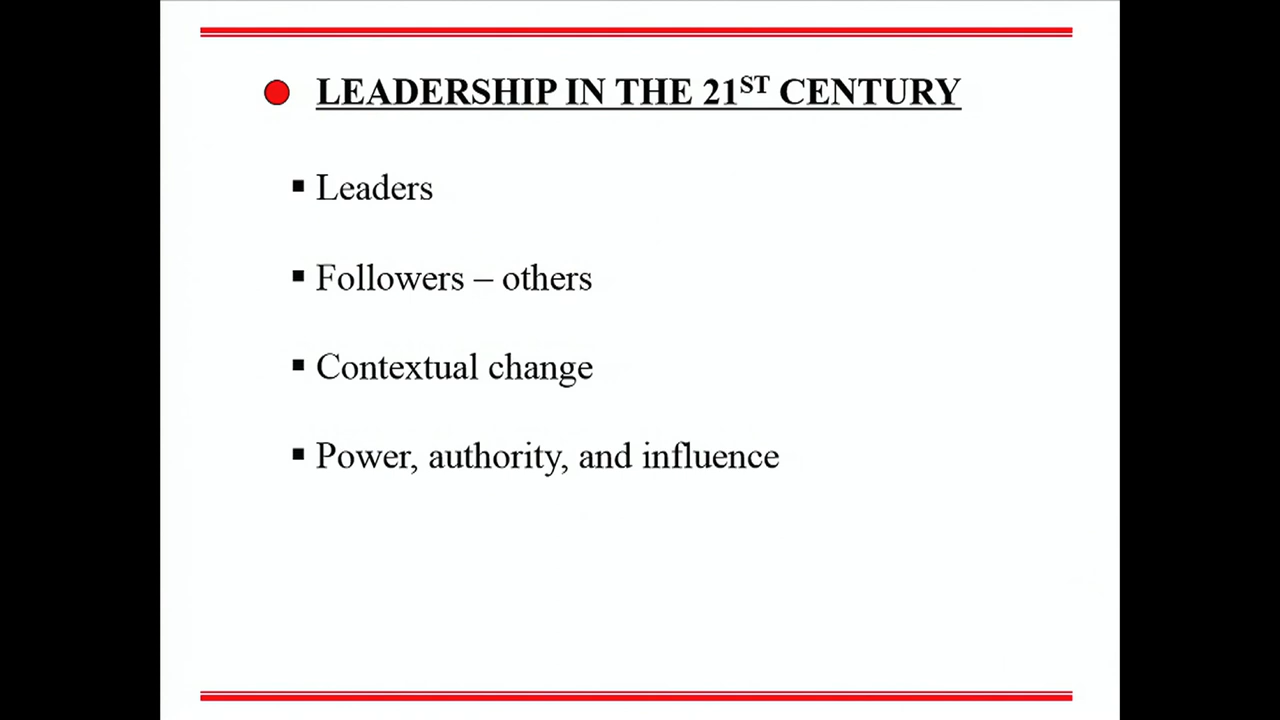 LEADERSHIP IN THE 21ST CENTURY
Leaders
Followers – others
Contextual change
Power, authority, and influence